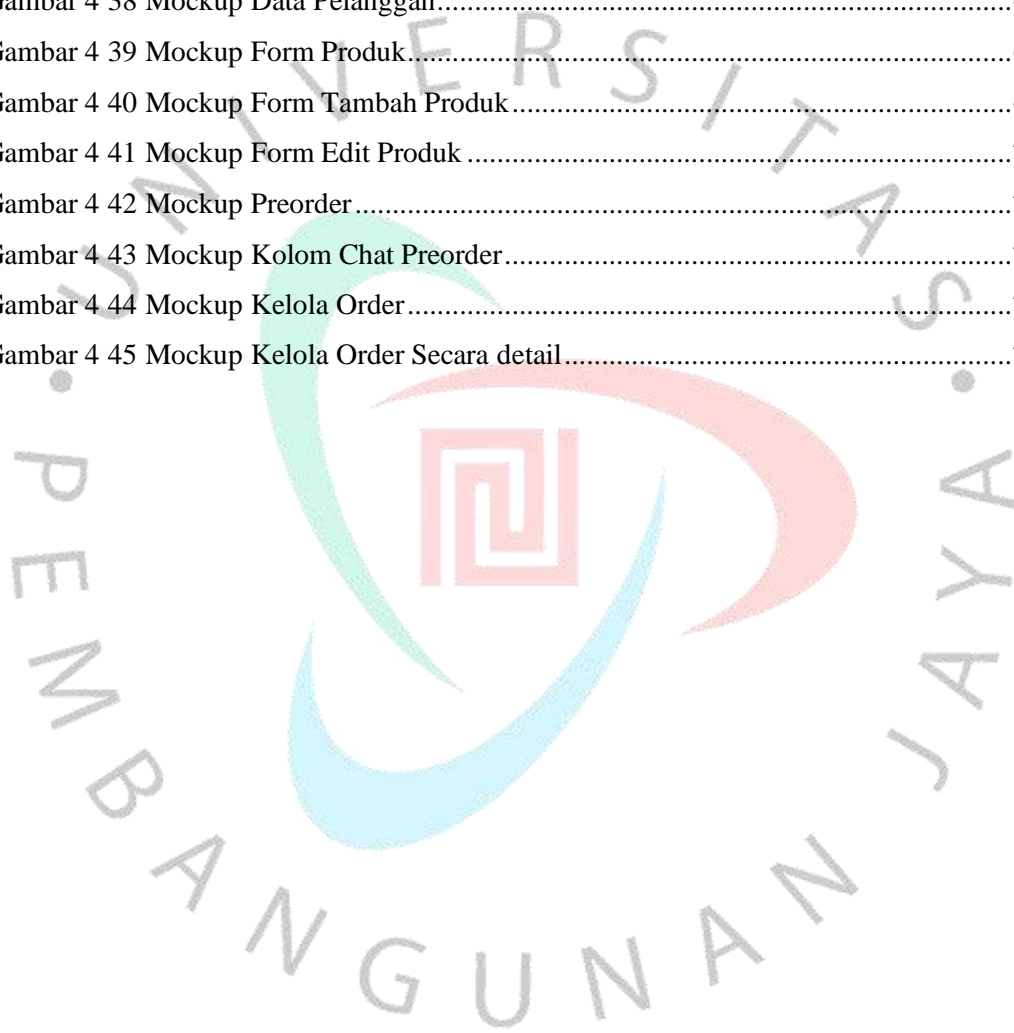 Gambar 4 38 Mockup Data Pelanggan
Gambar 4 39 Mockup Form Produk
Gambar 4 40 Mockup Form Tambah Produk
Gambar 4 41 Mockup Form Edit Produk
Gambar 4 42 Mockup Preorder
Gambar 4 43 Mockup Kolom Chat Preorder
Gambar 4 44 Mockup Kelola Order
Gambar 4 45 Mockup Kelola Order Secara detail
UNIVERSITAS • PEMBANGUNAN JAYA •